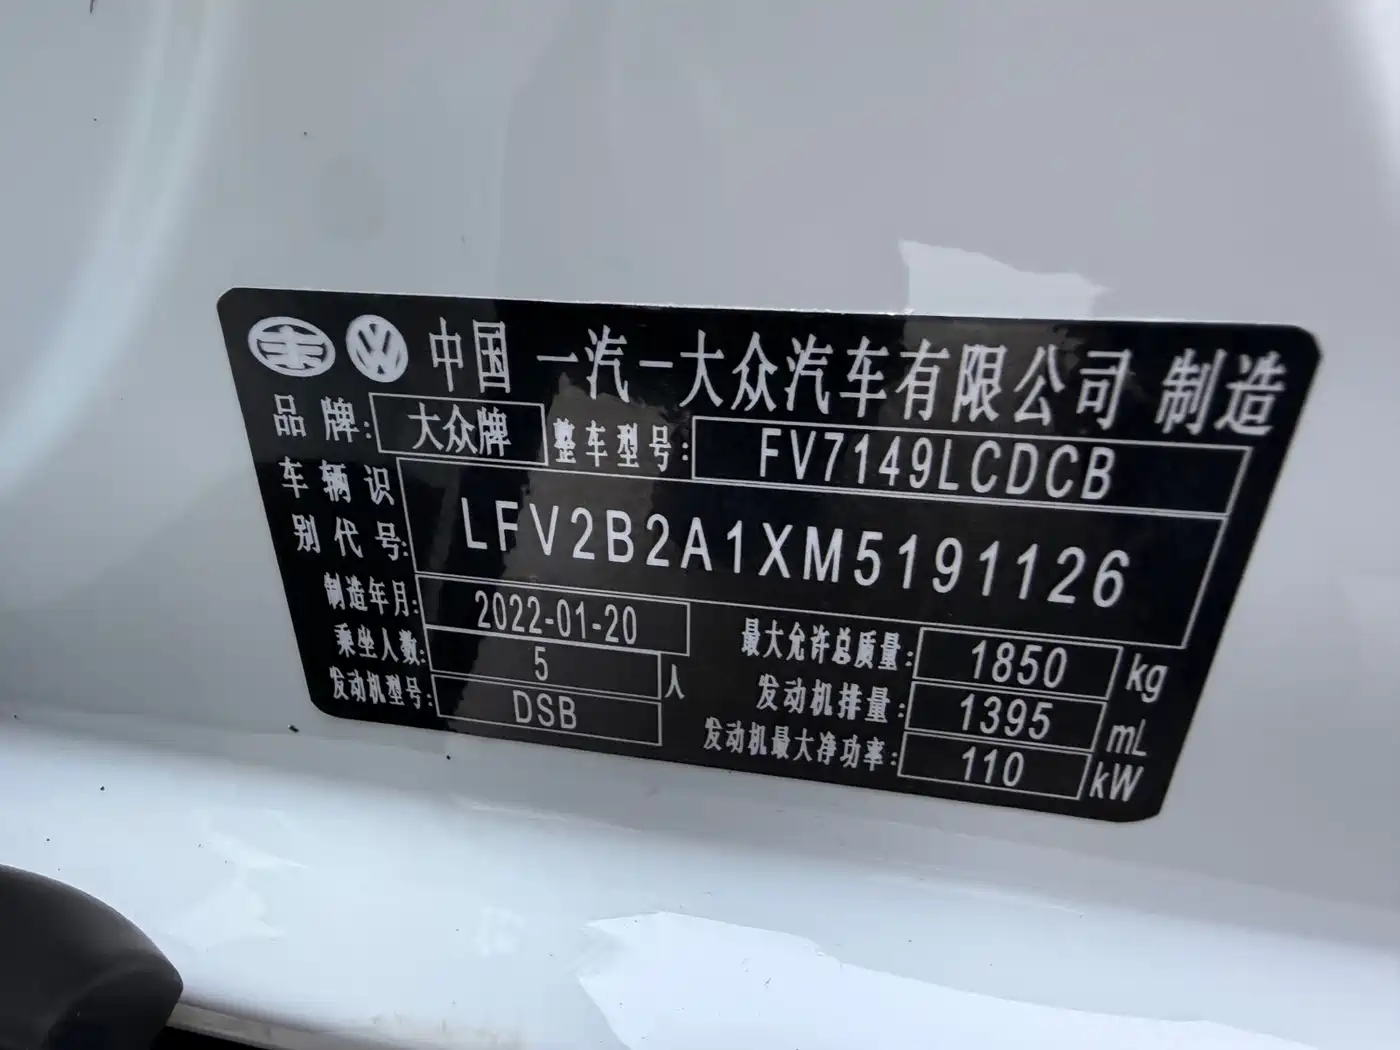 中国 一汽－大众汽车有限公司 制造
品牌: 大众牌 整车型号: FV7149LCDCB
车辆识别代号: LFV2B2A1XM5191126
制造年月: 2022-01-20
乘坐人数: 5 人
发动机型号: DSB
最大允许总质量: 1850 kg
发动机排量: 1395 mL
发动机最大净功率: 110 kW